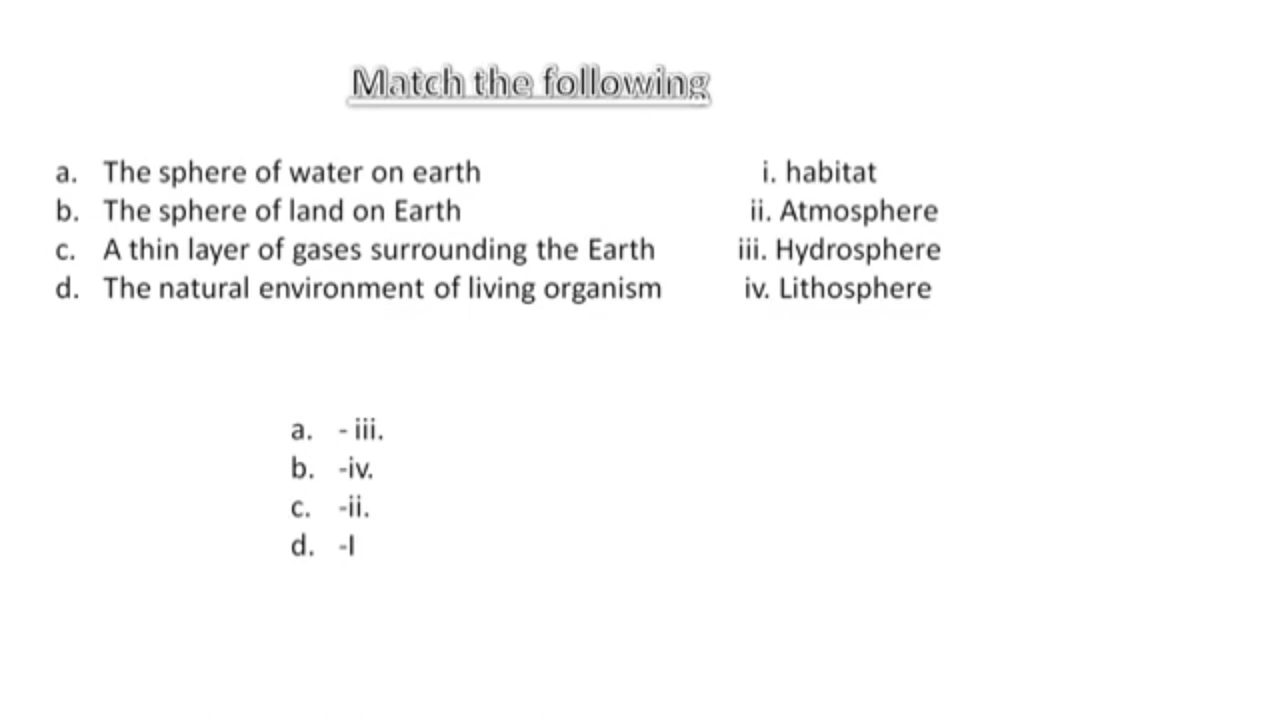 Match the following
a. The sphere of water on earth i. habitat
b. The sphere of land on Earth ii. Atmosphere
c. A thin layer of gases surrounding the Earth iii. Hydrosphere
d. The natural environment of living organism iv. Lithosphere
a. - iii.
b. -iv.
c. -ii.
d. -I